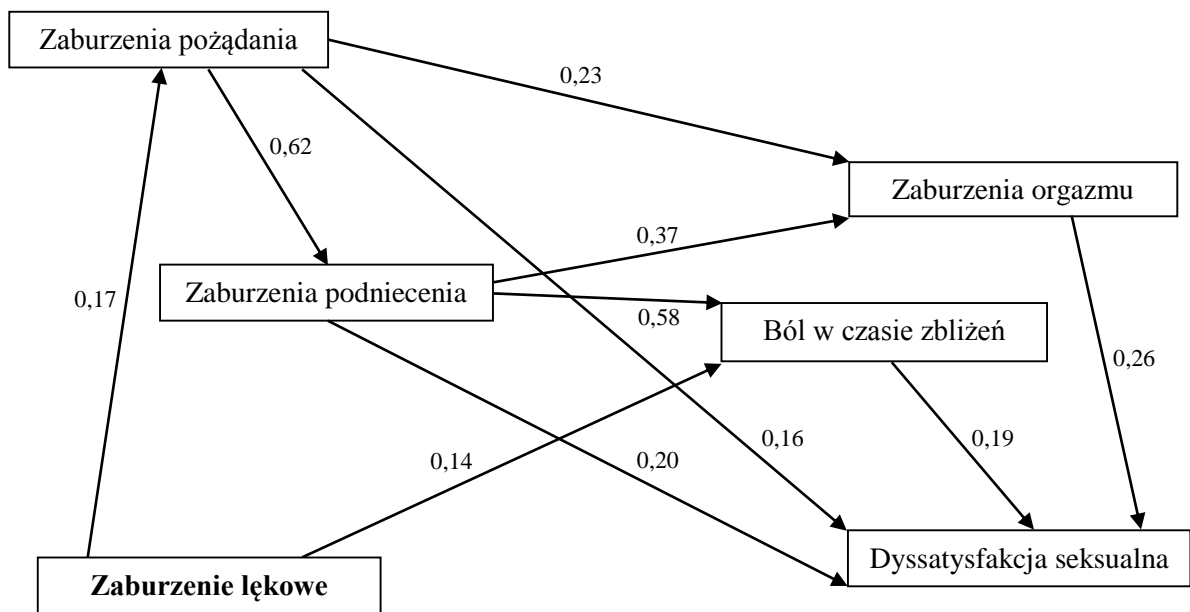 Zaburzenia pożądania
0,23
0,62
Zaburzenia orgazmu
0,37
Zaburzenia podniecenia
0,17
0,58
Ból w czasie zbliżeń
0,26
0,16
0,19
0,14
0,20
Dyssatysfakcja seksualna
Zaburzenie lękowe